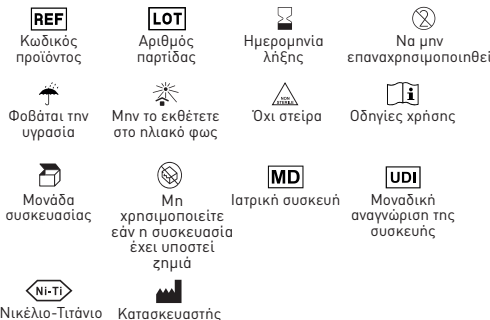 REF
LOT
2
Κωδικός
προϊόντος
Αριθμός
παρτίδας
Ημερομηνία
λήξης
Να μην
επαναχρησιμοποιηθεί
NON
STERILE
i
Φοβάται την
υγρασία
Μην το εκθέτετε
στο ηλιακό φως
Όχι στείρα
Οδηγίες χρήσης
MD
UDI
Μονάδα
συσκευασίας
Μη
χρησιμοποιείτε
εάν η συσκευασία
έχει υποστεί
ζημιά
Ιατρική συσκευή
Μοναδική
αναγνώριση της
συσκευής
Ni-Ti
Νικέλιο-Τιτάνιο
Κατασκευαστής